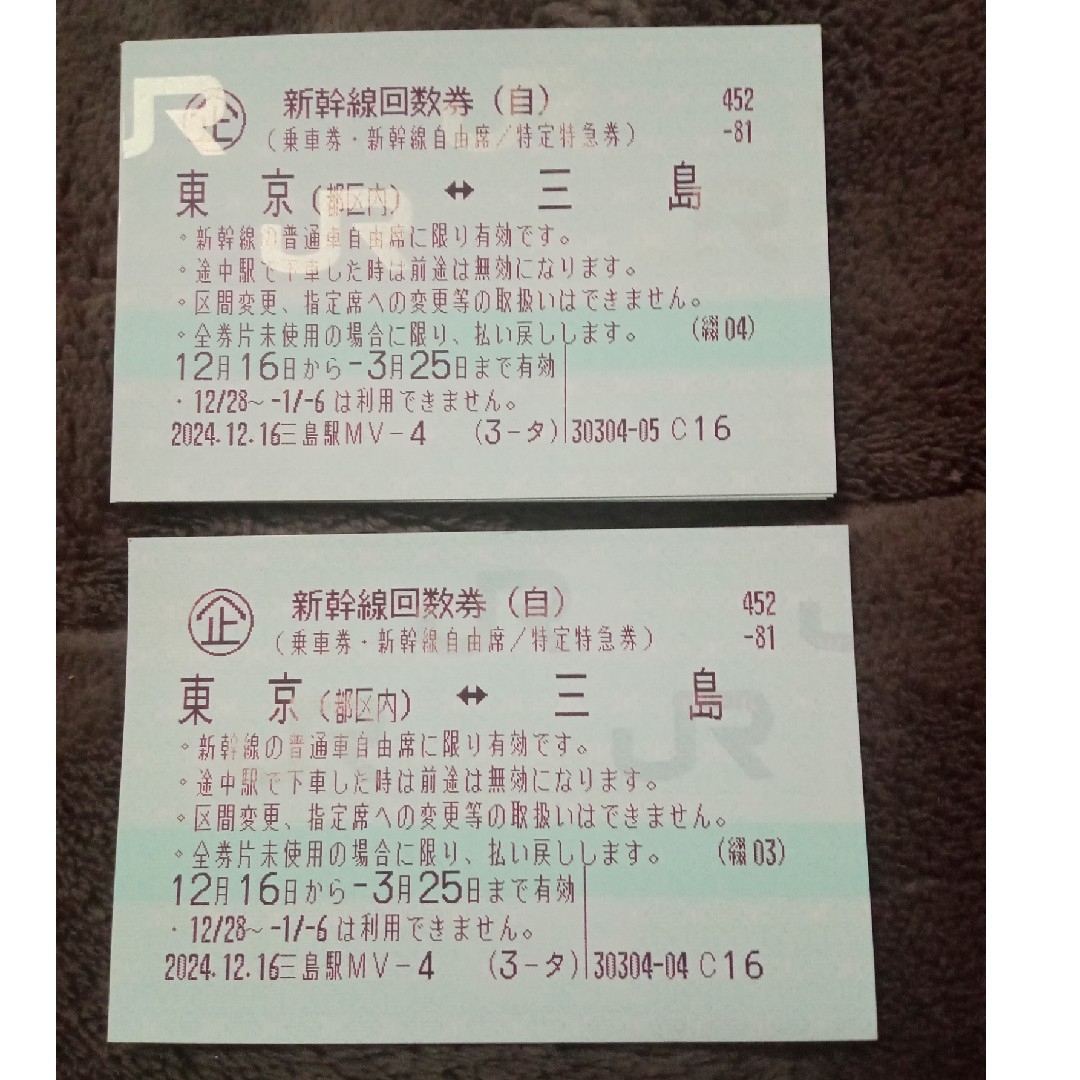 JR
企 新幹線回数券（自） 452
（乗車券・新幹線自由席／特定特急券） -81
東 京（都区内） ↔ 三 島
JR
。新幹線の普通車自由席に限り有効です。
。途中駅で下車した時は前途は無効になります。
。区間変更、指定席への変更等の取扱いはできません。
。全券片未使用の場合に限り、払い戻しします。 （綴04）
12月16日から-3月25日まで有効
・12/28〜-1/-6は利用できません。
2024.12.16三島駅MV-4 （3-タ） 30304-05 C16
企 新幹線回数券（自） 452
（乗車券・新幹線自由席／特定特急券） -81
東 京（都区内） ↔ 三 島
JR
。新幹線の普通車自由席に限り有効です。
。途中駅で下車した時は前途は無効になります。
。区間変更、指定席への変更等の取扱いはできません。
。全券片未使用の場合に限り、払い戻しします。 （綴03）
12月16日から-3月25日まで有効
・12/28〜-1/-6は利用できません。
2024.12.16三島駅MV-4 （3-タ） 30304-04 C16